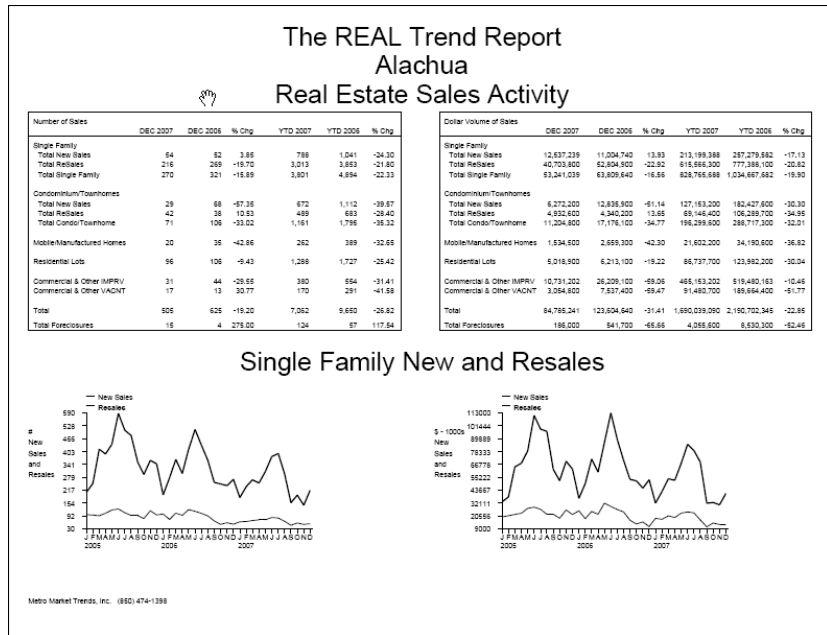 The REAL Trend Report
Alachua
Real Estate Sales Activity
Number of Sales
DEC 2007 DEC 2006 % Chg YTD 2007 YTD 2006 % Chg
Single Family
Total New Sales 54 52 3.85 788 1,041 -24.30
Total ReSales 216 269 -19.70 3,013 3,853 -21.80
Total Single Family 270 321 -15.89 3,801 4,894 -22.33
Condominium/Townhomes
Total New Sales 29 68 -57.35 672 1,112 -39.57
Total ReSales 42 38 10.53 489 683 -28.40
Total Condo/Townhome 71 106 -33.02 1,161 1,795 -35.32
Mobile/Manufactured Homes 20 35 -42.86 262 389 -32.65
Residential Lots 96 106 -9.43 1,288 1,727 -25.42
Commercial & Other IMPRV 31 44 -29.55 380 554 -31.41
Commercial & Other VACNT 17 13 30.77 170 291 -41.58
Total 505 625 -19.20 7,062 9,650 -26.82
Total Foreclosures 15 4 275.00 124 57 117.54
Dollar Volume of Sales
DEC 2007 DEC 2006 % Chg YTD 2007 YTD 2006 % Chg
Single Family
Total New Sales 12,537,239 11,004,740 13.93 213,199,388 257,279,582 -17.13
Total ReSales 40,703,800 52,804,900 -22.92 615,566,300 777,388,100 -20.82
Total Single Family 53,241,039 63,809,640 -16.56 828,765,688 1,034,667,682 -19.90
Condominium/Townhomes
Total New Sales 6,272,200 12,835,900 -51.14 127,153,200 182,427,600 -30.30
Total ReSales 4,932,600 4,340,200 13.65 69,146,400 106,289,700 -34.95
Total Condo/Townhome 11,204,800 17,176,100 -34.77 196,299,600 288,717,300 -32.01
Mobile/Manufactured Homes 1,534,500 2,659,300 -42.30 21,602,200 34,190,600 -36.82
Residential Lots 5,018,900 6,213,100 -19.22 86,737,700 123,982,200 -30.04
Commercial & Other IMPRV 10,731,202 26,209,100 -59.06 465,153,202 519,480,163 -10.46
Commercial & Other VACNT 3,054,800 7,537,400 -59.47 91,480,700 189,664,400 -51.77
Total 84,785,241 123,604,640 -31.41 1,690,039,090 2,190,702,345 -22.85
Total Foreclosures 186,000 541,700 -65.66 4,055,600 8,530,300 -52.46
Single Family New and Resales
New Sales
Resales
# New Sales and Resales
590
528
466
403
341
279
217
154
92
30
J F M A M J J A S O N D J F M A M J J A S O N D J F M A M J J A S O N D
2005 2006 2007
New Sales
Resales
$ - 1000s New Sales and Resales
113000
101444
89889
78333
66778
55222
43667
32111
20556
9000
J F M A M J J A S O N D J F M A M J J A S O N D J F M A M J J A S O N D
2005 2006 2007
Metro Market Trends, Inc. (850) 474-1398